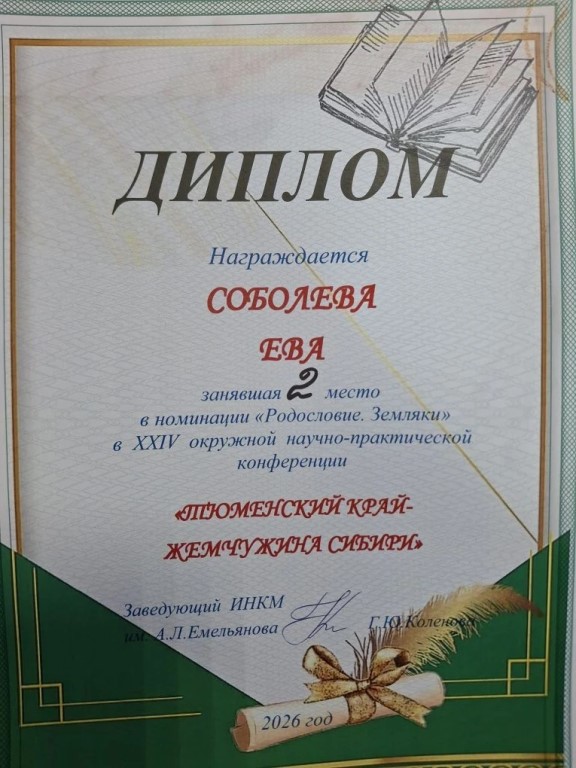 ДИПЛОМ
Награждается
СОБОЛЕВА
ЕВА
занявшая 2 место
в номинации «Родословие. Земляки»
в XXIV окружной научно-практической
конференции
«ТЮМЕНСКИЙ КРАЙ-
ЖЕМЧУЖИНА СИБИРИ»
Заведующий ИНКМ
им. А.Л.Емельянова Г.Ю.Коленова
2026 год